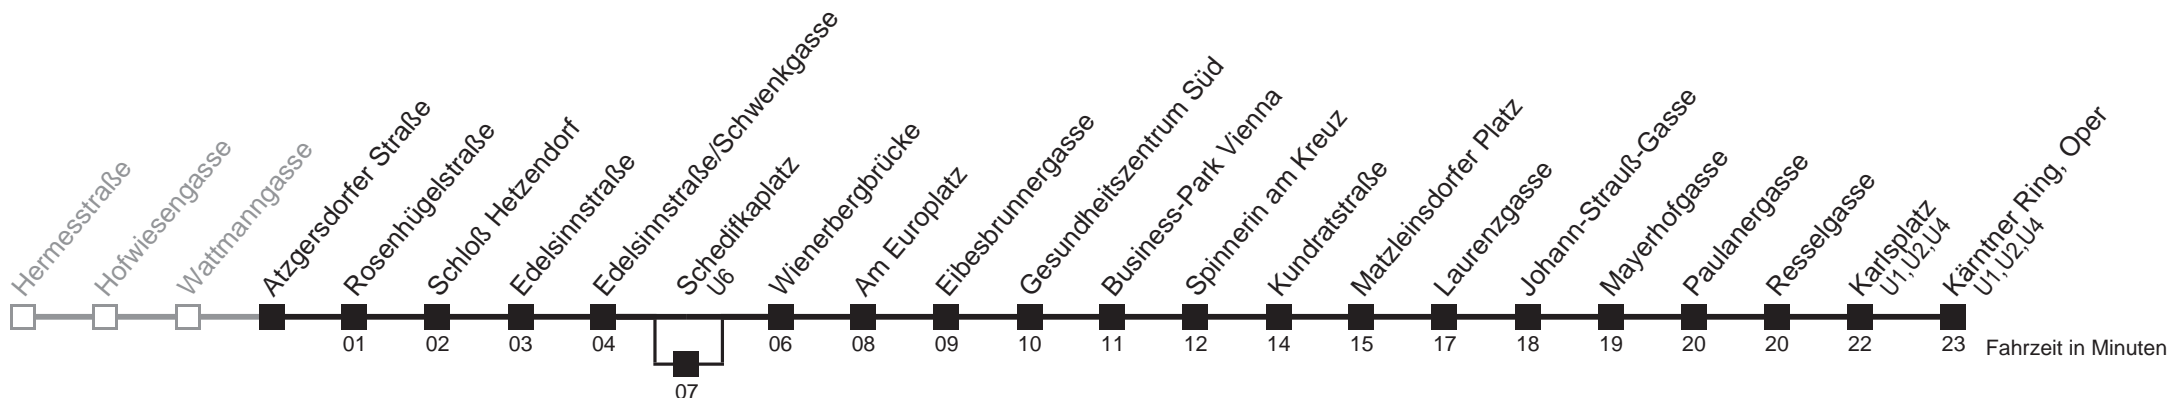 Hermesstraße
Hofwiesengasse
Wattmanngasse
Atzgersdorfer Straße
Rosenhügelstraße
Schloß Hetzendorf
Edelsinnstraße
Edelsinnstraße/Schwenkgasse
Schedifkaplatz
U6
Wienerbergbrücke
Am Europlatz
Eibesbrunnergasse
Gesundheitszentrum Süd
Business-Park Vienna
Spinnerin am Kreuz
Kundratstraße
Matzleinsdorfer Platz
Laurenzgasse
Johann-Strauß-Gasse
Mayerhofgasse
Paulanergasse
Resselgasse
Karlsplatz
U1,U2,U4
Kärntner Ring, Oper
U1,U2,U4
01 02 03 04 06 08 09 10 11 12 14 15 17 18 19 20 20 22 23 Fahrzeit in Minuten
07